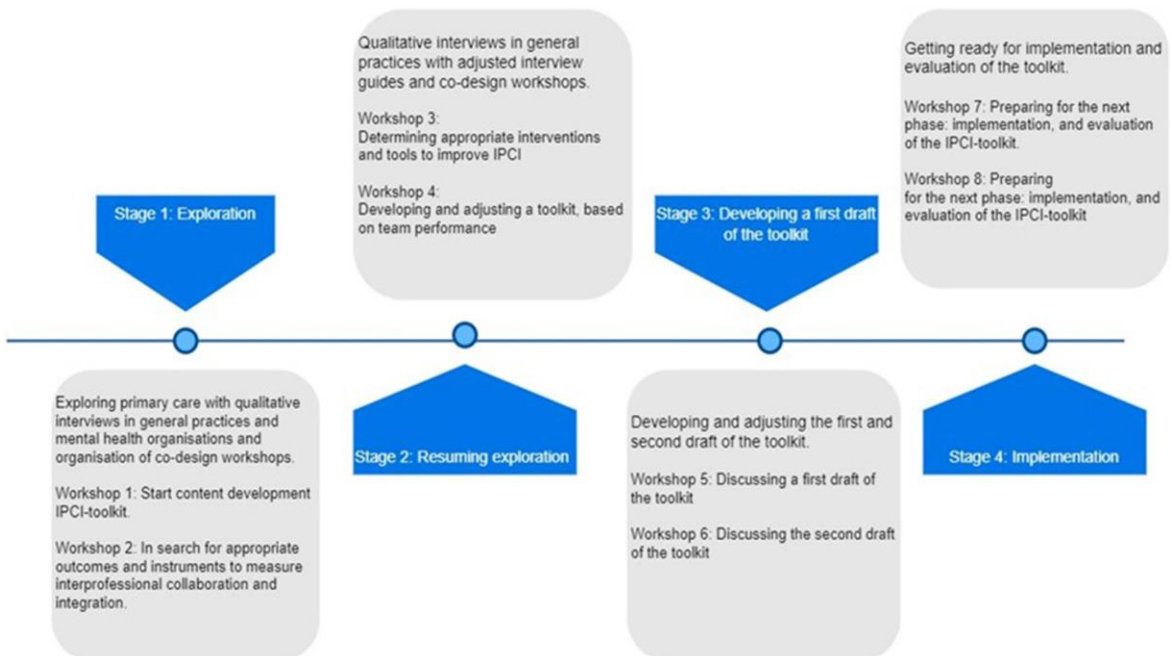 Stage 1: Exploration
Exploring primary care with qualitative
interviews in general practices and
mental health organisations and
organisation of co-design workshops.
Workshop 1: Start content development
IPCI-toolkit.
Workshop 2: In search for appropriate
outcomes and instruments to measure
interprofessional collaboration and
integration.
Qualitative interviews in general
practices with adjusted interview
guides and co-design workshops.
Workshop 3:
Determining appropriate interventions
and tools to improve IPCI
Workshop 4:
Developing and adjusting a toolkit, based
on team performance
Stage 2: Resuming exploration
Stage 3: Developing a first draft
of the toolkit
Developing and adjusting the first and
second draft of the toolkit.
Workshop 5: Discussing a first draft of
the toolkit
Workshop 6: Discussing the second draft
of the toolkit
Getting ready for implementation and
evaluation of the toolkit.
Workshop 7: Preparing for the next
phase: implementation, and evaluation
of the IPCI-toolkit.
Workshop 8: Preparing
for the next phase: implementation, and
evaluation of the IPCI-toolkit
Stage 4: Implementation